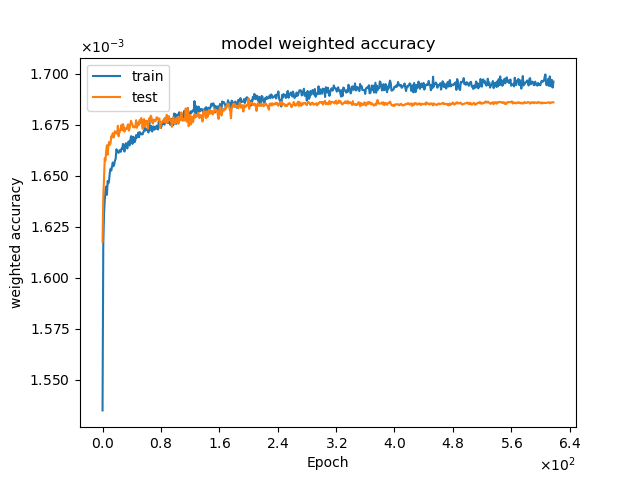 model weighted accuracy
×10⁻³
1.700
1.675
1.650
1.625
1.600
1.575
1.550
weighted accuracy
train
test
0.0 0.8 1.6 2.4 3.2 4.0 4.8 5.6 6.4
Epoch
×10²